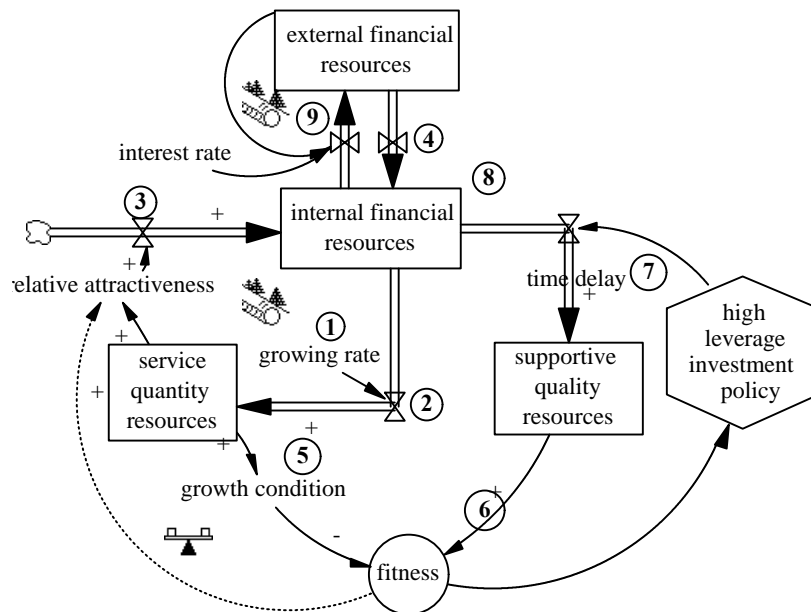 external financial
resources
9
4
interest rate
8
3
+
internal financial
resources
+
relative attractiveness
time delay
7
+
high
leverage
investment
policy
1
growing rate
+
service
quantity
resources
supportive
quality
resources
+
2
+
+
5
growth condition
6
+
-
fitness